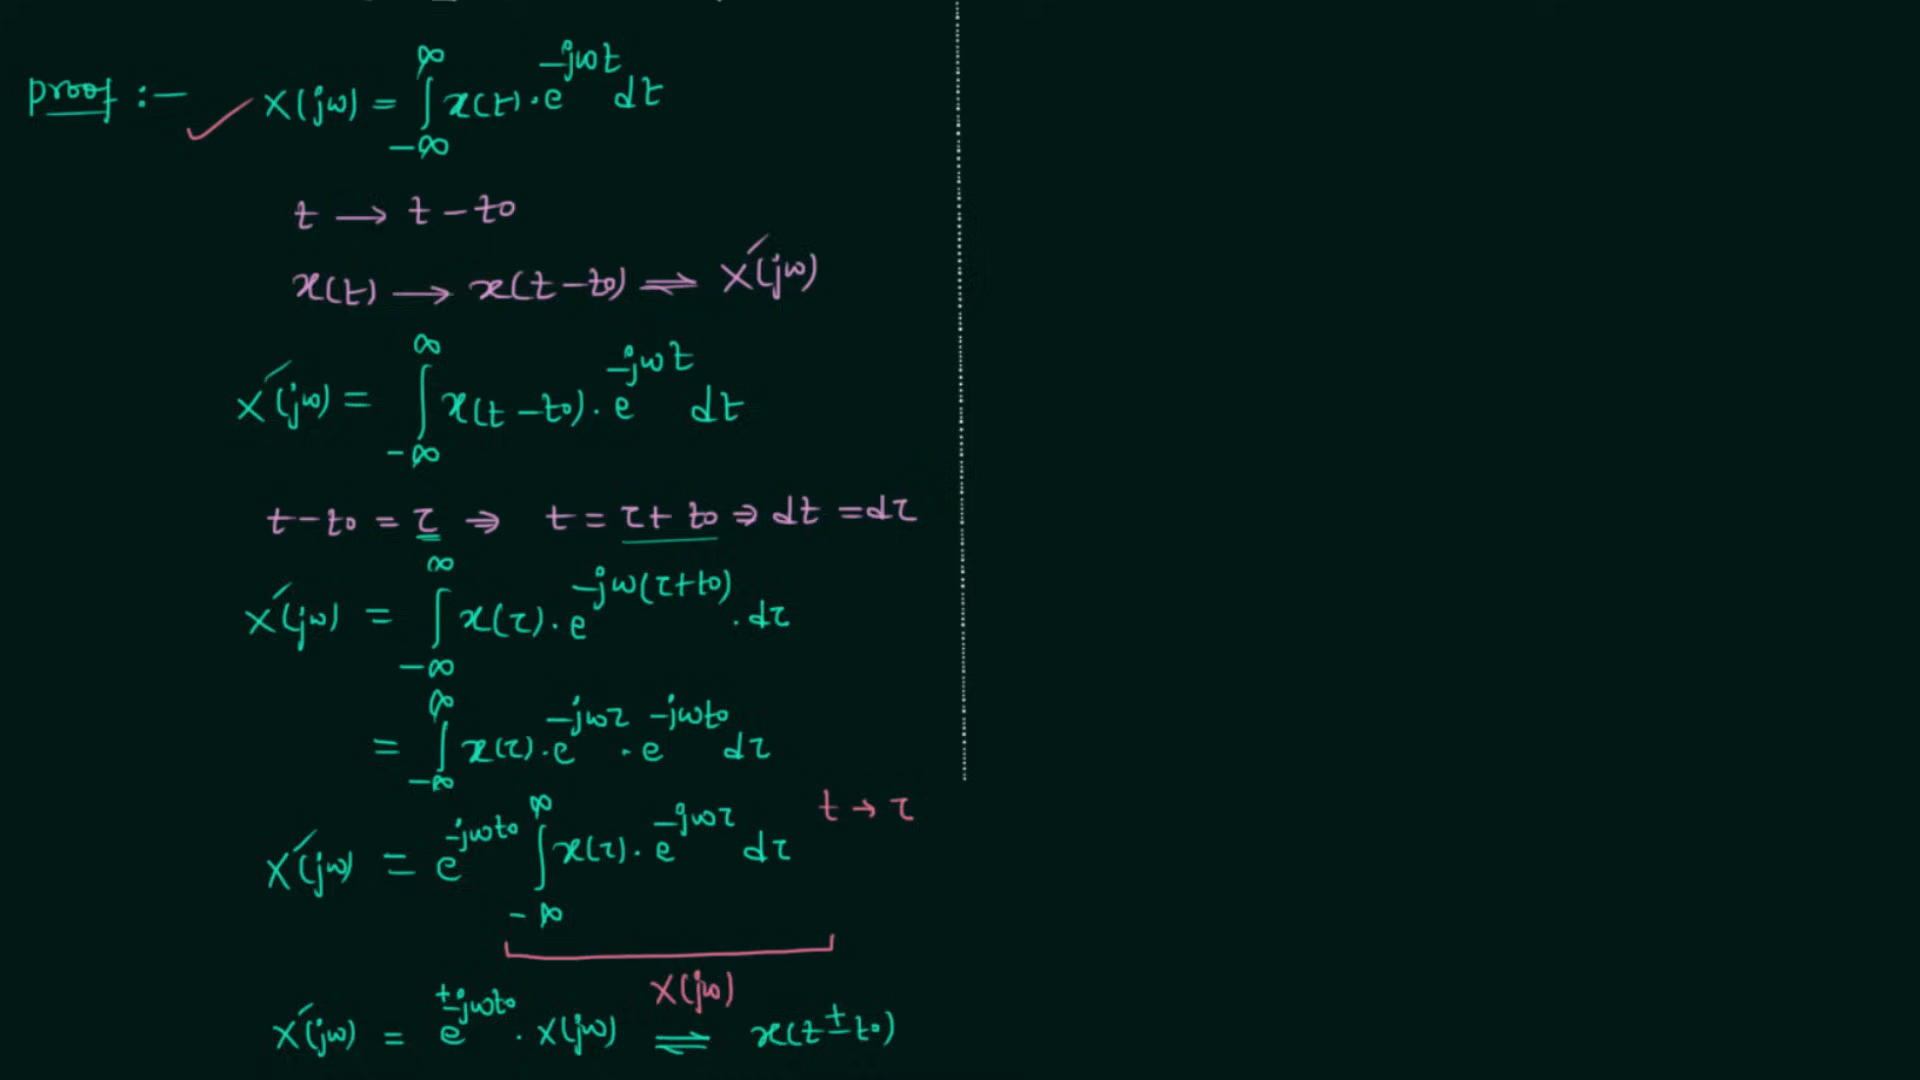 proof :- X(jω) = ∫_{-∞}^{∞} x(t)·e^{-jωt} dt
t → t-t₀
x(t) → x(t-t₀) ⇌ X′(jω)
X′(jω) = ∫_{-∞}^{∞} x(t-t₀)·e^{-jωt} dt
t-t₀ = τ ⇒ t = τ+t₀ ⇒ dt = dτ
X′(jω) = ∫_{-∞}^{∞} x(τ)·e^{-jω(τ+t₀)}·dτ
= ∫_{-∞}^{∞} x(τ)·e^{-jωτ}·e^{-jωt₀} dτ
t → τ
X′(jω) = e^{-jωt₀} ∫_{-∞}^{∞} x(τ)·e^{-jωτ} dτ
X(jω)
X′(jω) = e^{±jωt₀}·X(jω) ⇌ x(t±t₀)